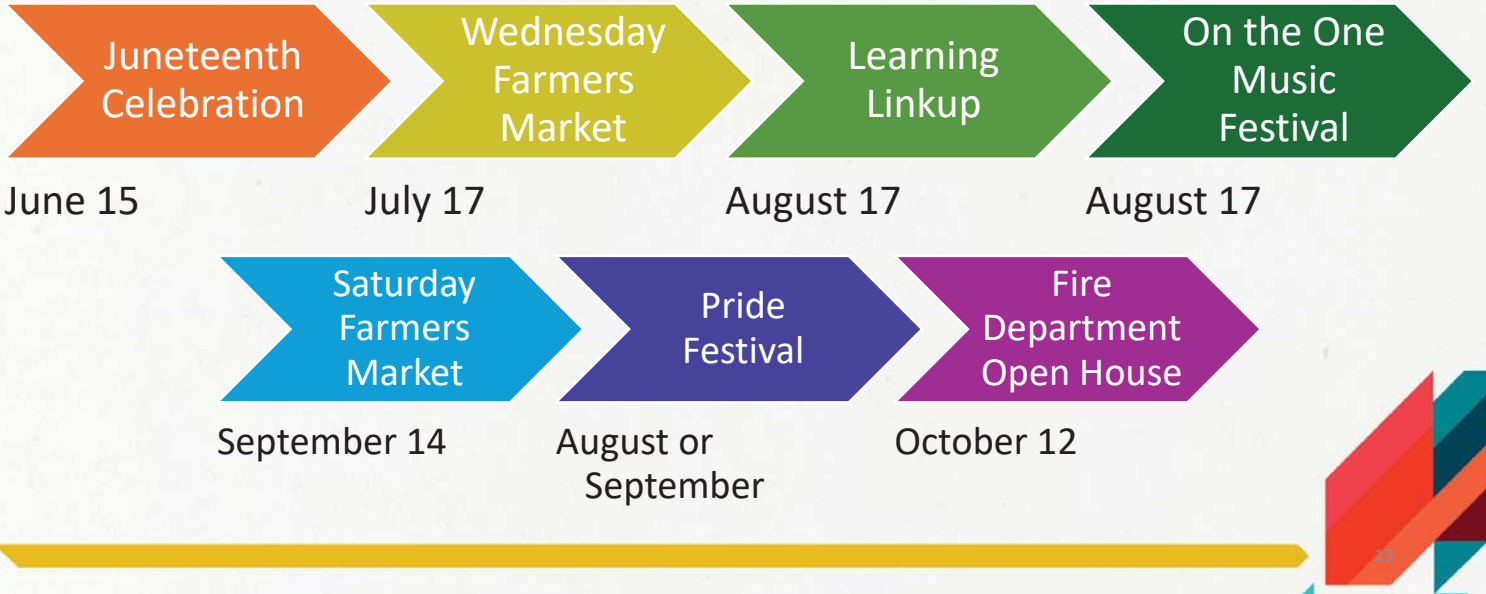 Juneteenth
Celebration
Wednesday
Farmers
Market
Learning
Linkup
On the One
Music
Festival
June 15
July 17
August 17
August 17
Saturday
Farmers
Market
Pride
Festival
Fire
Department
Open House
September 14
August or
September
October 12
13